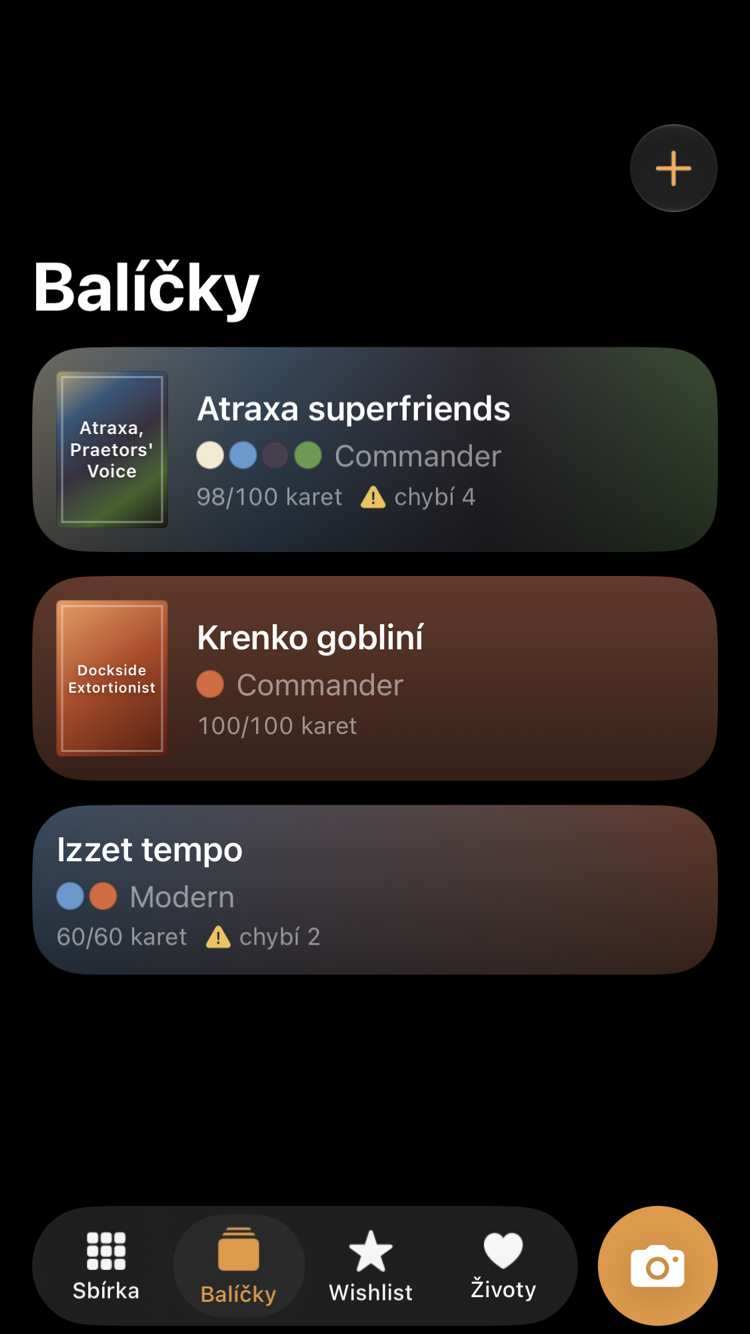 Balíčky
Atraxa,
Praetors'
Voice
Atraxa superfriends
Commander
98/100 karet chybí 4
Dockside
Extortionist
Krenko gobliní
Commander
100/100 karet
Izzet tempo
Modern
60/60 karet chybí 2
Sbírka
Balíčky
Wishlist
Životy